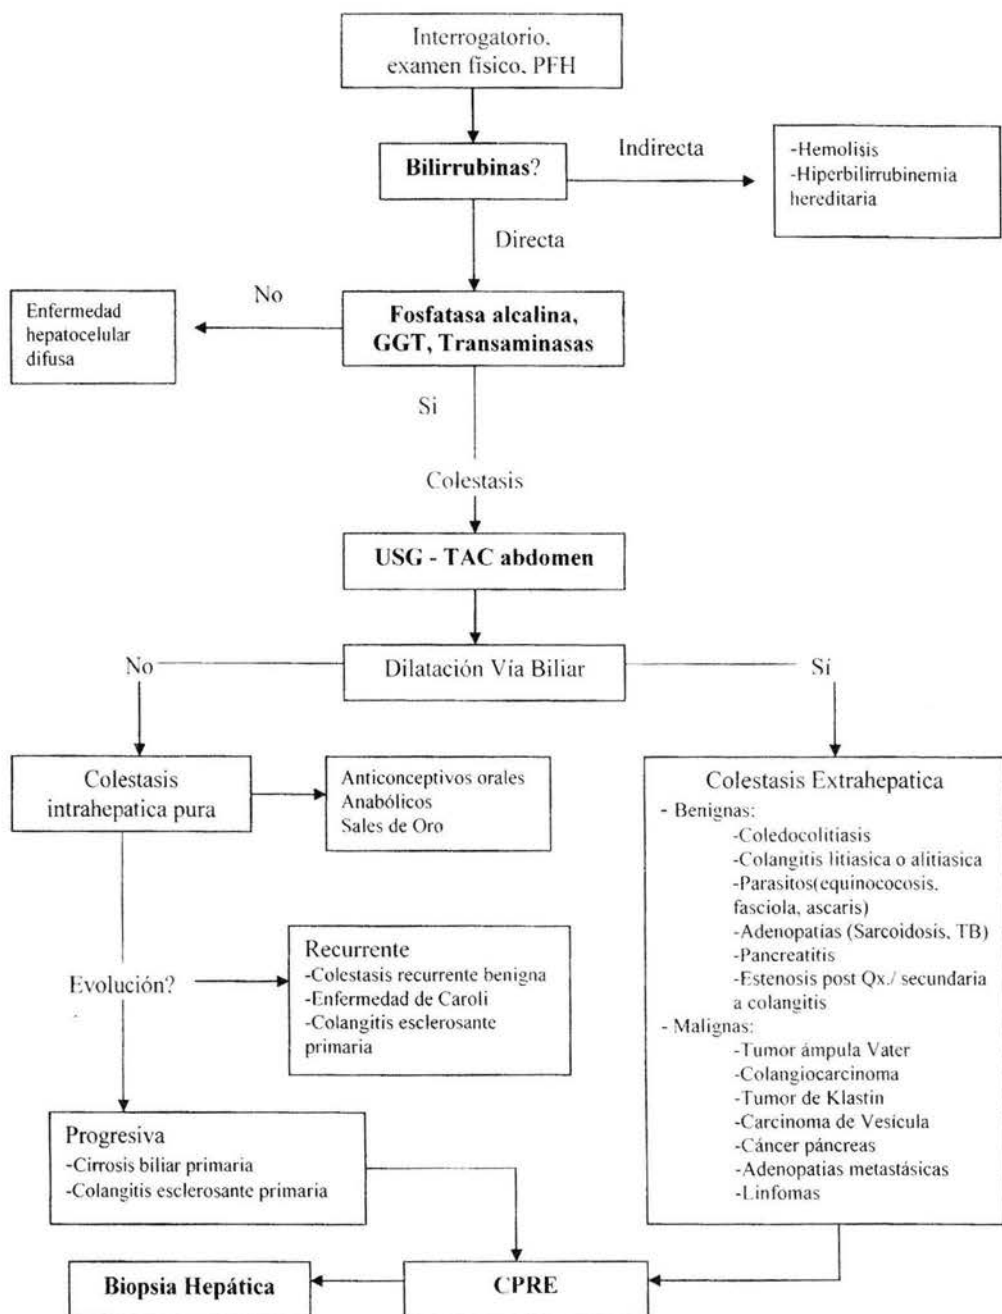 Interrogatorio,
examen físico, PFH
Bilirrubinas?
Indirecta
-Hemolisis
-Hiperbilirrubinemia
hereditaria
Directa
No
Enfermedad
hepatocelular
difusa
Fosfatasa alcalina,
GGT, Transaminasas
Si
Colestasis
USG - TAC abdomen
Dilatación Vía Biliar
No
Sí
Colestasis
intrahepatica pura
Anticonceptivos orales
Anabólicos
Sales de Oro
Evolución?
Recurrente
-Colestasis recurrente benigna
-Enfermedad de Caroli
-Colangitis esclerosante
primaria
Progresiva
-Cirrosis biliar primaria
-Colangitis esclerosante primaria
Colestasis Extrahepatica
- Benignas:
-Coledocolitiasis
-Colangitis litiasica o alitiasica
-Parasitos(equinococosis,
fasciola, ascaris)
-Adenopatías (Sarcoidosis, TB)
-Pancreatitis
-Estenosis post Qx./ secundaria
a colangitis
- Malignas:
-Tumor ámpula Vater
-Colangiocarcinoma
-Tumor de Klastin
-Carcinoma de Vesícula
-Cáncer páncreas
-Adenopatias metastásicas
-Linfomas
Biopsia Hepática
CPRE